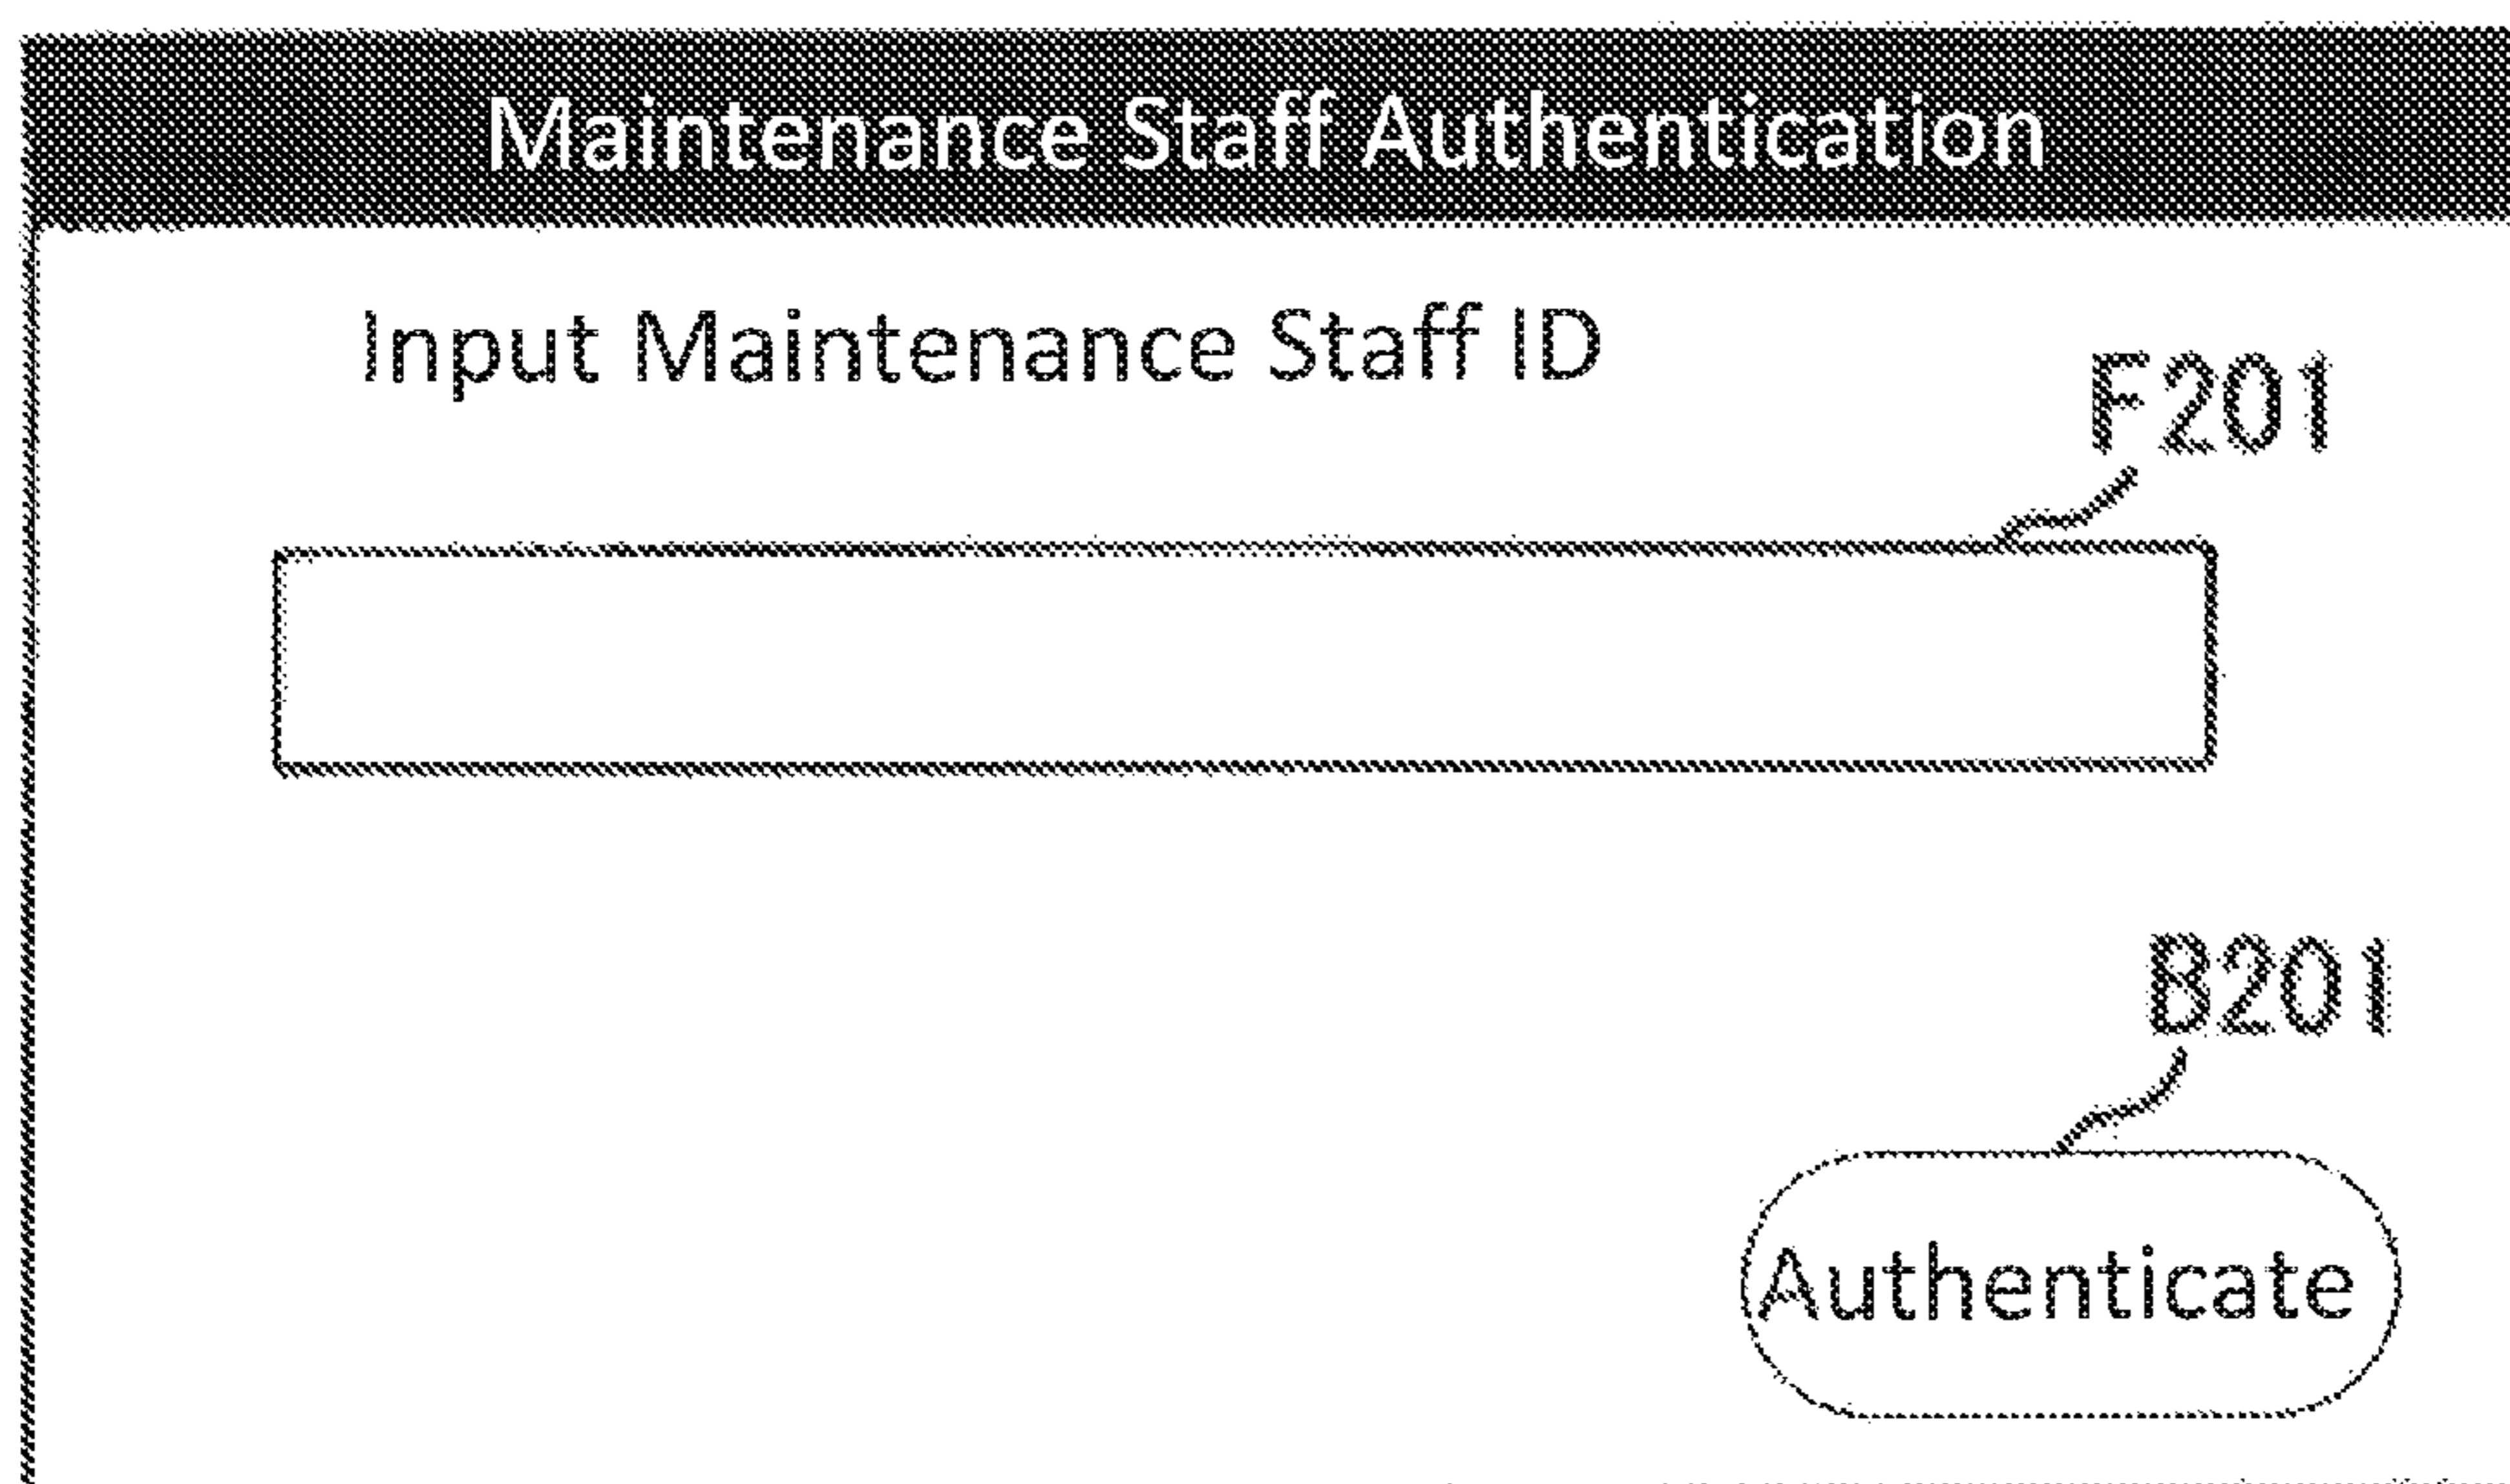 Maintenance Staff Authentication
Input Maintenance Staff ID
F201
B201
Authenticate